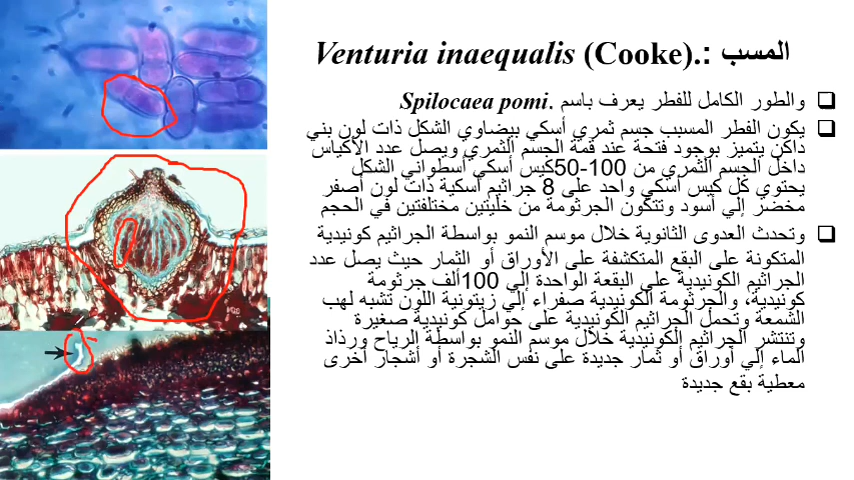 المسب :.Venturia inaequalis (Cooke)
والطور الكامل للفطر يعرف باسم .Spilocaea pomi
يكون الفطر المسبب جسم ثمري أسكي بيضاوي الشكل ذات لون بني
داكن يتميز بوجود فتحة عند قمة الجسم الثمري ويصل عدد الأكياس
داخل الجسم الثمري من 100-50كيس أسكي أسطواني الشكل
يحتوي كل كيس أسكي واحد على 8 جراثيم أسكية ذات لون أصفر
مخضر إلي أسود وتتكون الجرثومة من خليتين مختلفتين في الحجم
وتحدث العدوى الثانوية خلال موسم النمو بواسطة الجراثيم كونيدية
المتكونة على البقع المتكشفة على الأوراق أو الثمار حيث يصل عدد
الجراثيم الكونيدية على البقعة الواحدة إلي 100ألف جرثومة
كونيدية، والجرثومة الكونيدية صفراء إلي زيتونية اللون تشبه لهب
الشمعة وتحمل الجراثيم الكونيدية على حوامل كونيدية صغيرة
وتنتشر الجراثيم الكونيدية خلال موسم النمو بواسطة الرياح ورذاذ
الماء إلي أوراق أو ثمار جديدة على نفس الشجرة أو أشجار أخرى
معطية بقع جديدة